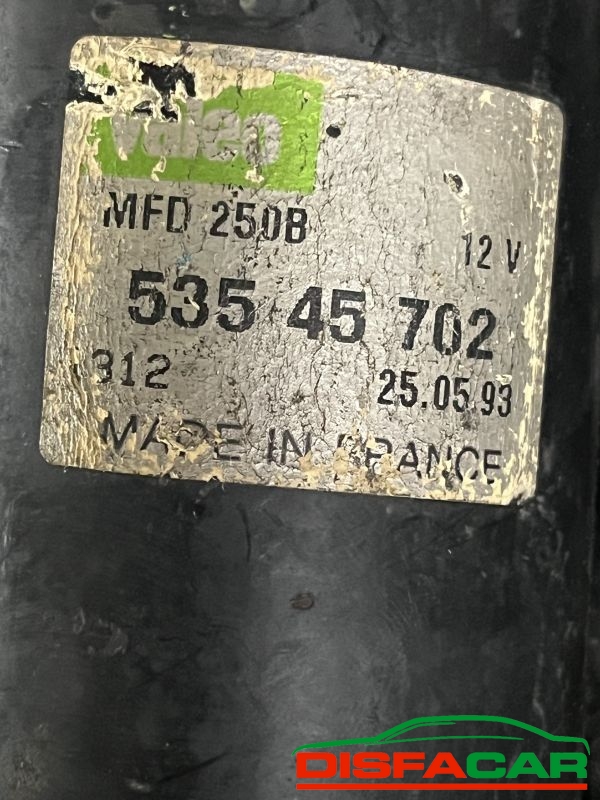 Valeo
MFD 250B
12 V
535 45 702
312
25.05.93
MADE IN FRANCE
DISFACAR